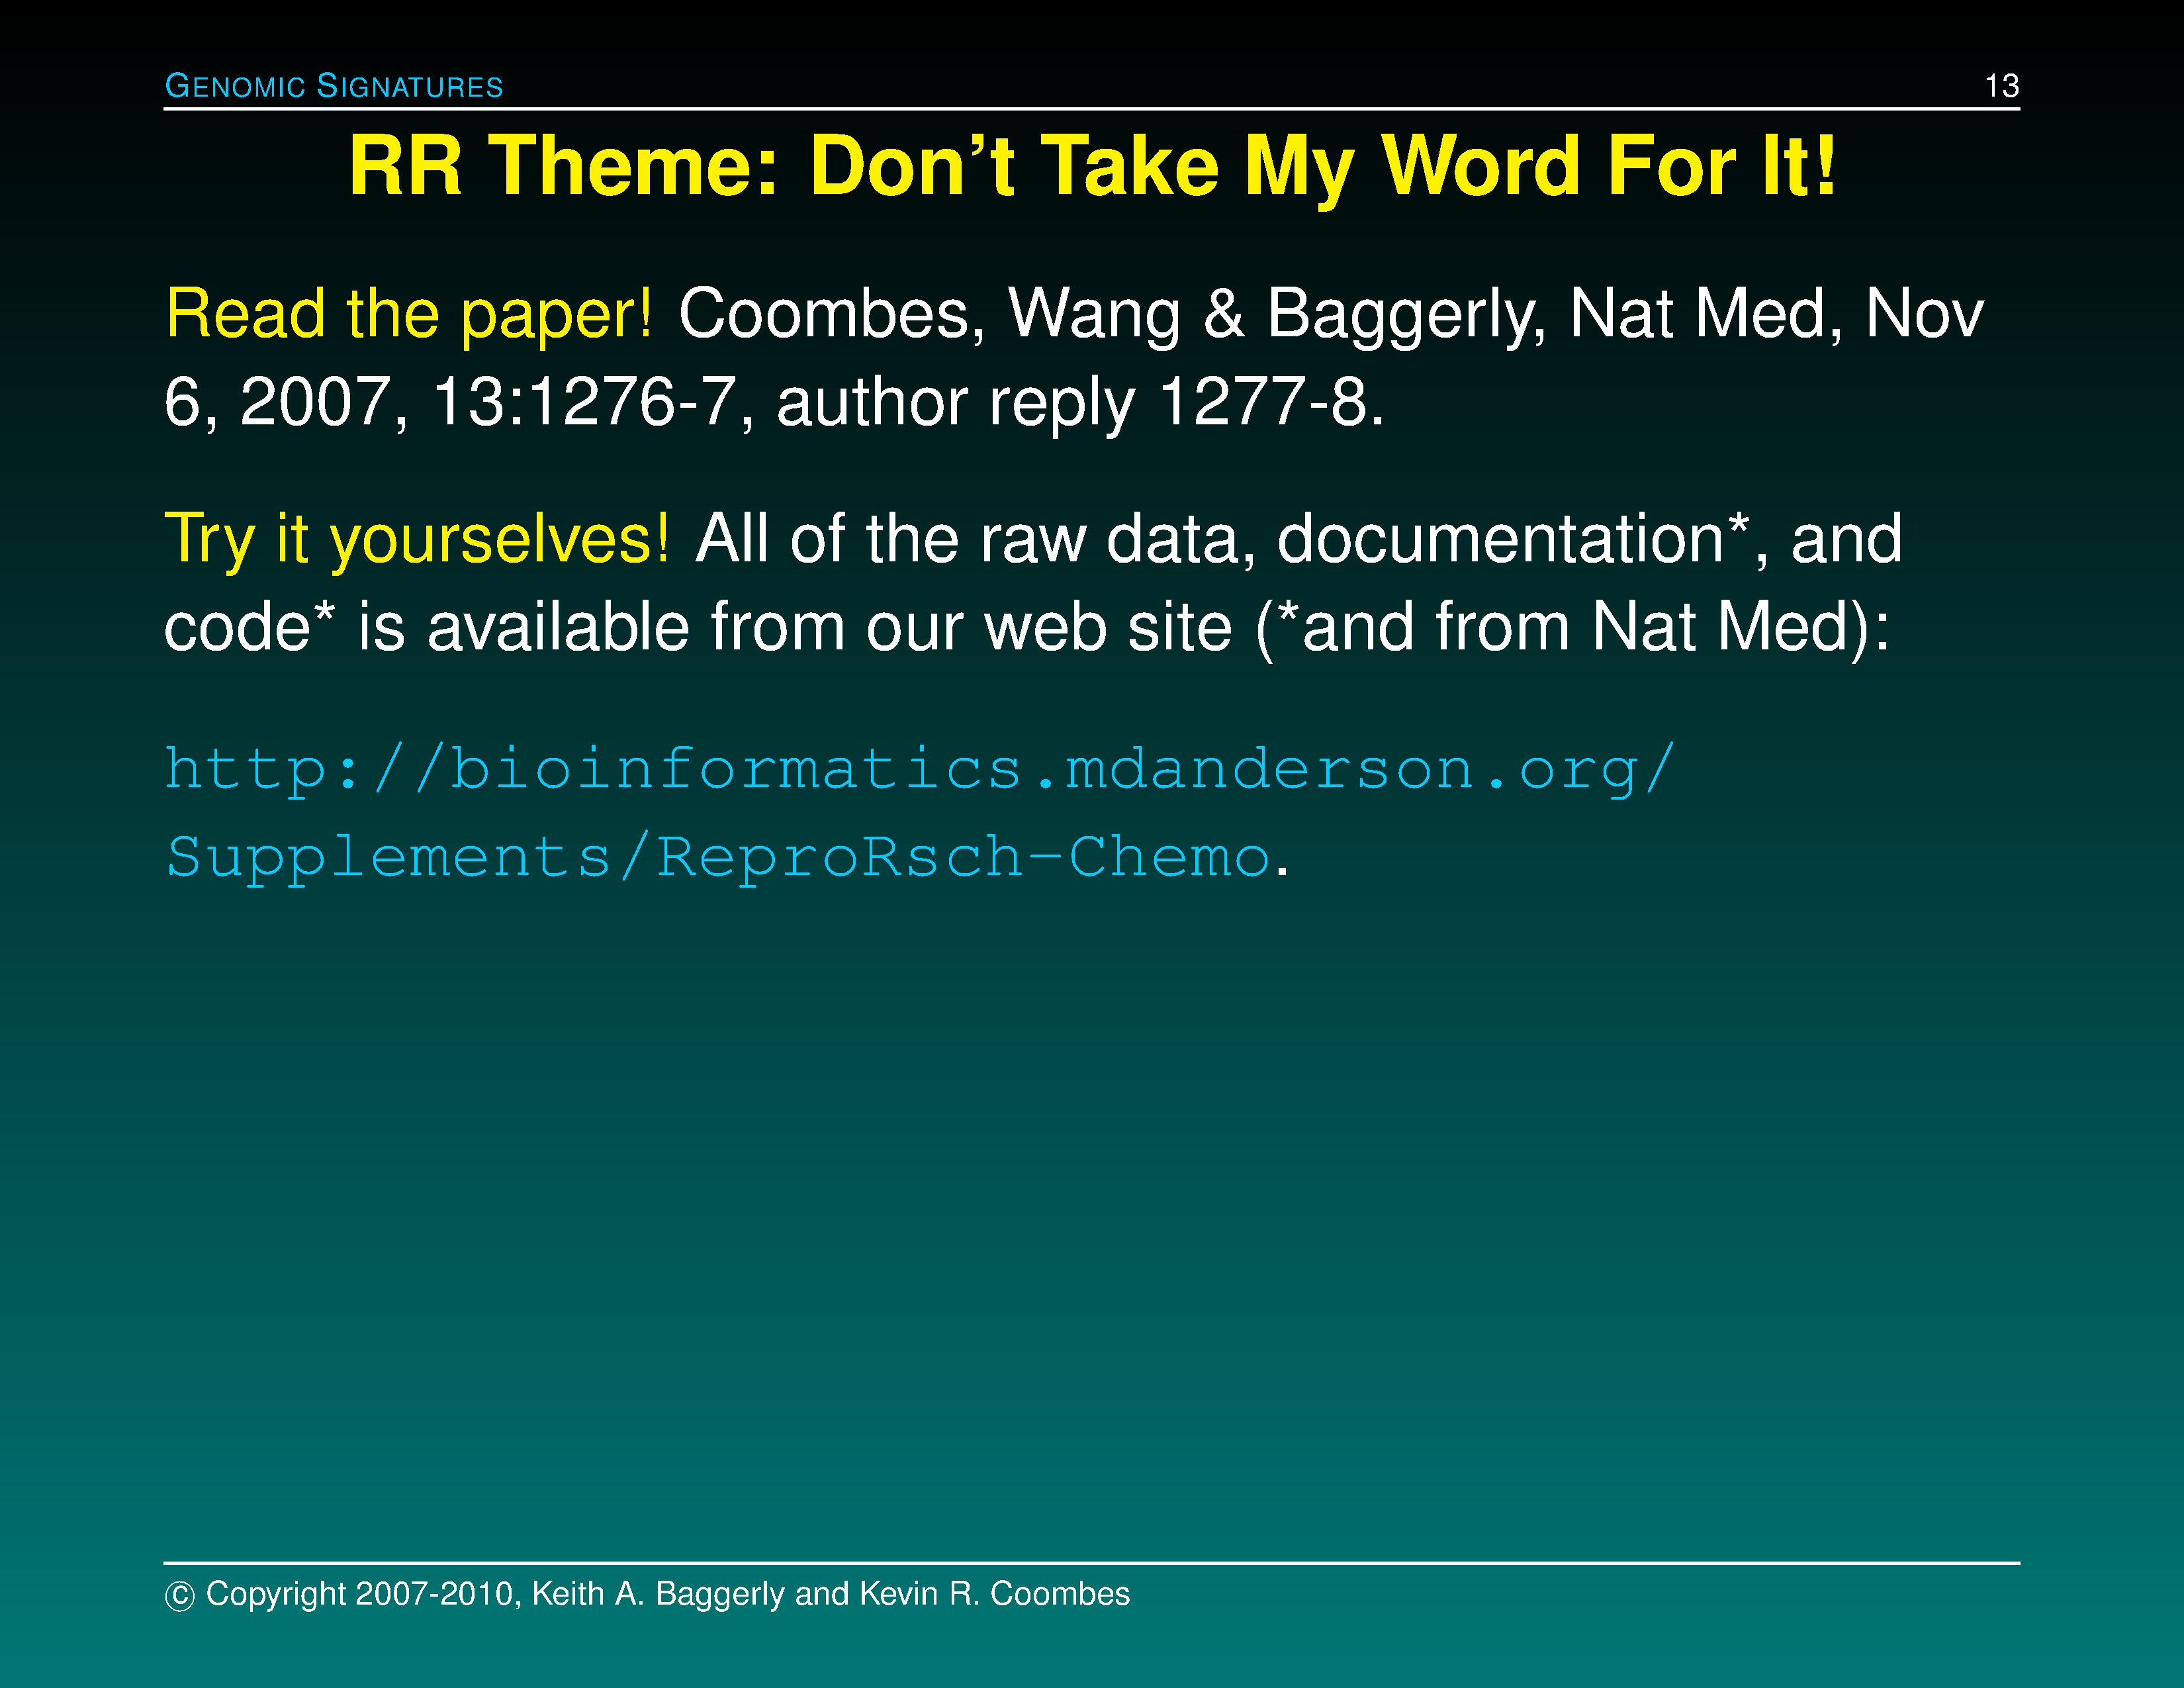 GENOMIC SIGNATURES 13
RR Theme: Don’t Take My Word For It!
Read the paper! Coombes, Wang & Baggerly, Nat Med, Nov
6, 2007, 13:1276-7, author reply 1277-8.
Try it yourselves! All of the raw data, documentation*, and
code* is available from our web site (*and from Nat Med):
http://bioinformatics.mdanderson.org/
Supplements/ReproRsch-Chemo.
© Copyright 2007-2010, Keith A. Baggerly and Kevin R. Coombes